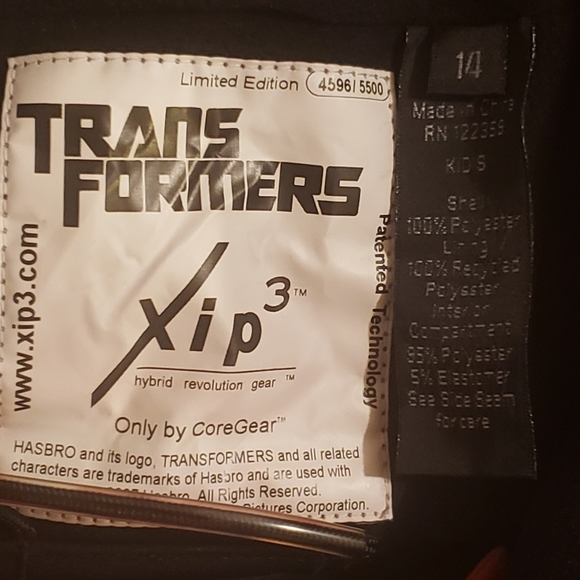 Limited Edition 4596/5500
TRANS
FORMERS
Xip3™
hybrid revolution gear ™
Only by CoreGear™
HASBRO and its logo, TRANSFORMERS and all related
characters are trademarks of Hasbro and are used with
Hasbro. All Rights Reserved.
Pictures Corporation.
www.xip3.com
Patented Technology
14
Made in China
KIDS
Shell
100% Polyester
Lining
100% Recycled
Polyester
Interior
Compartment
95% Polyester
5% Elastomer
See Side Seam
for care